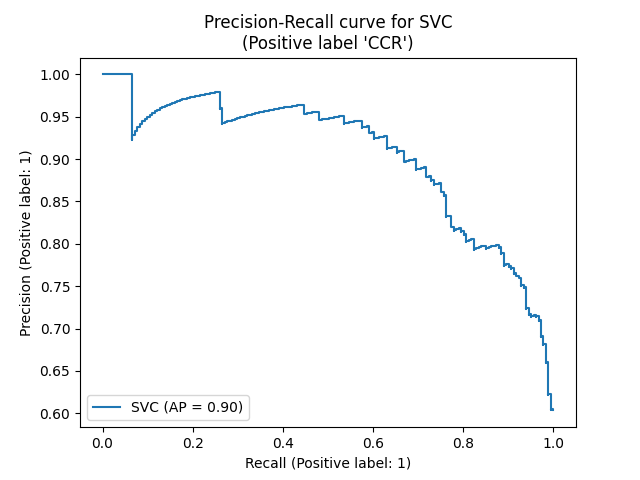 Precision-Recall curve for SVC
(Positive label 'CCR')
1.00
0.95
0.90
0.85
0.80
0.75
0.70
0.65
0.60
Precision (Positive label: 1)
SVC (AP = 0.90)
0.0 0.2 0.4 0.6 0.8 1.0
Recall (Positive label: 1)